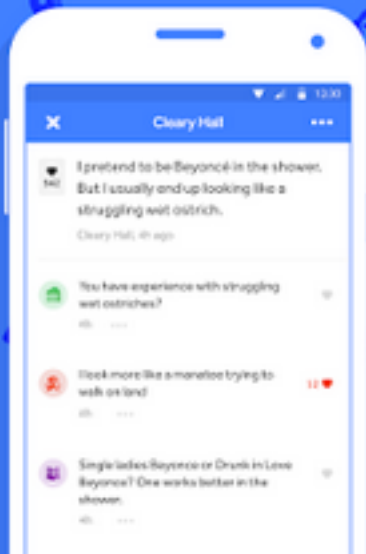 12:30
Cleary Hall
I pretend to be Beyoncé in the shower.
But I usually end up looking like a
struggling wet ostrich.
Cleary Hall, 4h ago
You have experience with struggling
wet ostriches?
4h
I look more like a manatee trying to
walk on land
12
4h
Single ladies Beyonce or Drunk in Love
Beyonce? One works better in the
shower.
4h